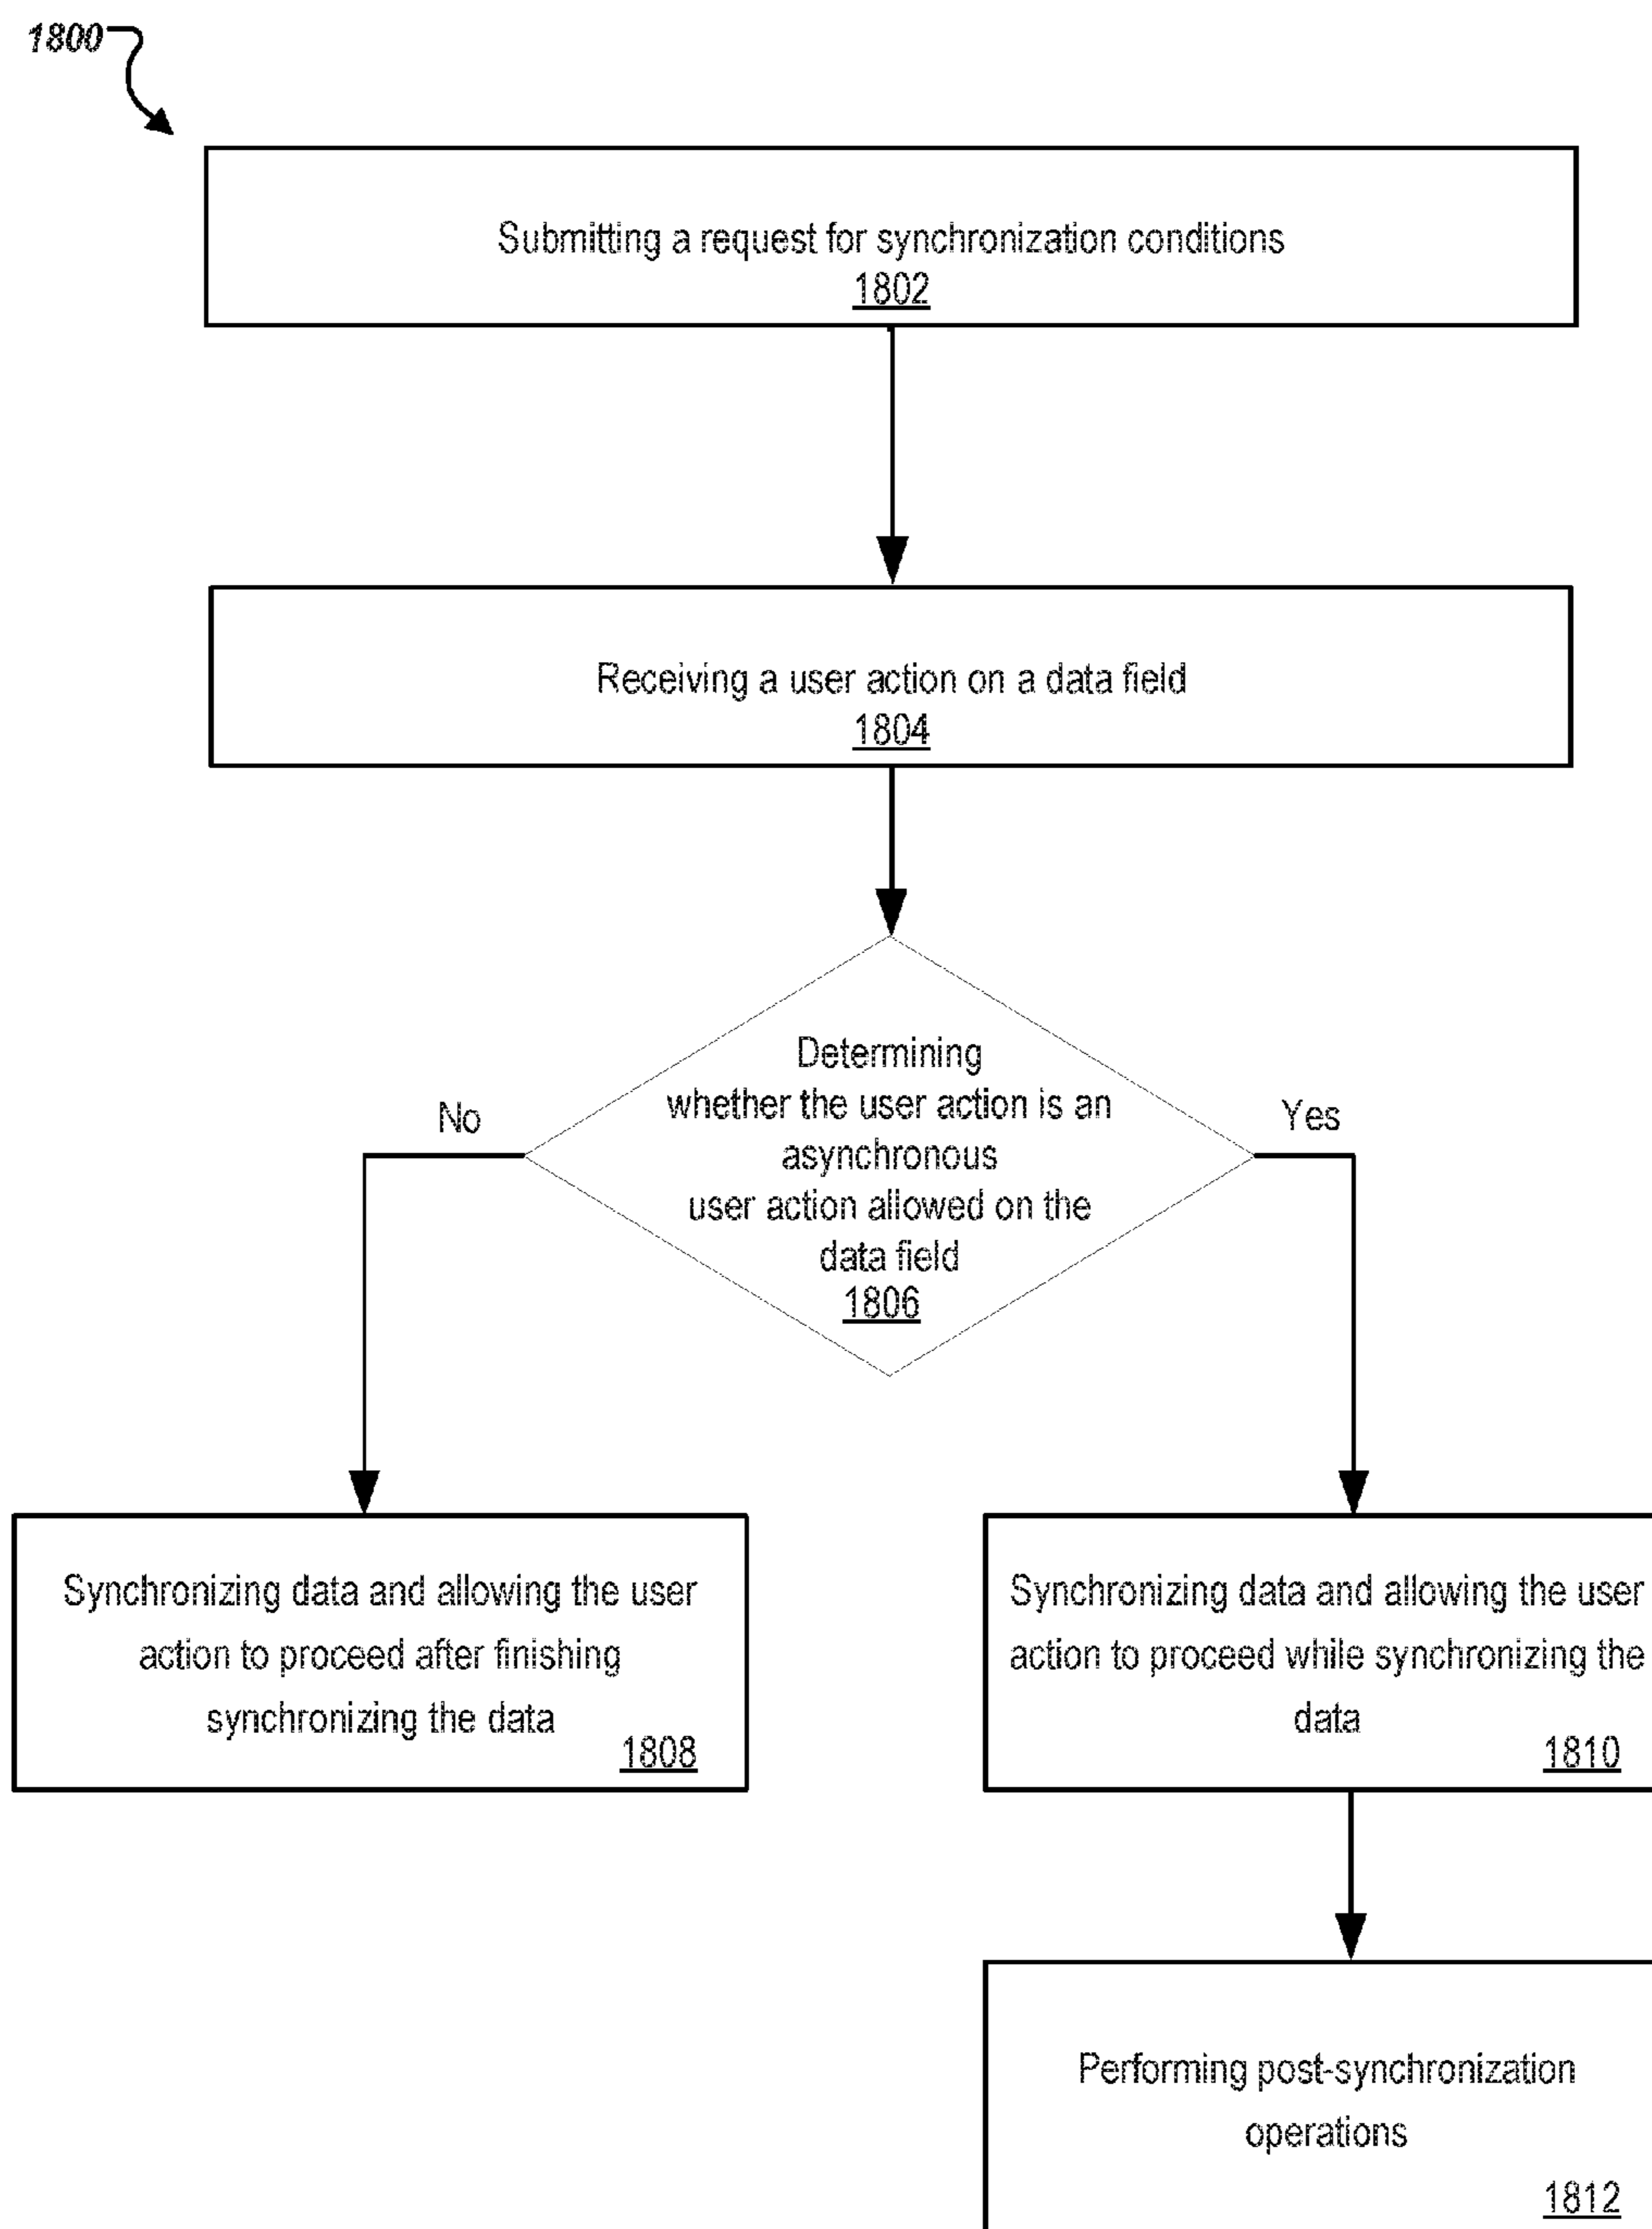 1800
Submitting a request for synchronization conditions
1802
Receiving a user action on a data field
1804
Determining
whether the user action is an
asynchronous
user action allowed on the
data field
1806
No
Yes
Synchronizing data and allowing the user
action to proceed after finishing
synchronizing the data
1808
Synchronizing data and allowing the user
action to proceed while synchronizing the
data
1810
Performing post-synchronization
operations
1812